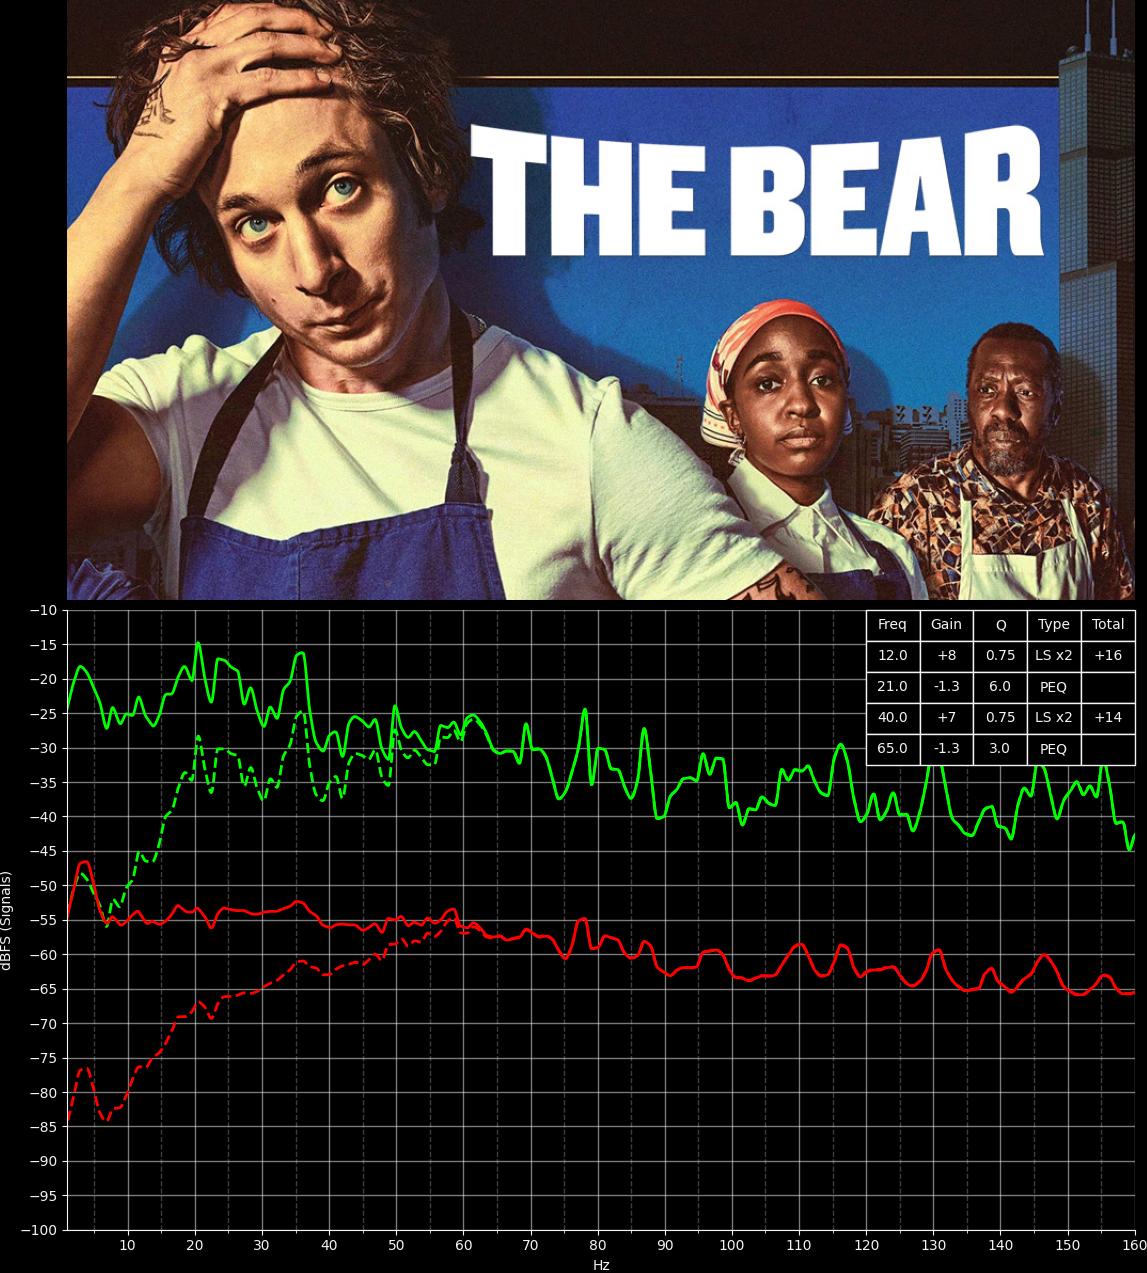 THE BEAR
Freq Gain Q Type Total
12.0 +8 0.75 LS x2 +16
21.0 -1.3 6.0 PEQ
40.0 +7 0.75 LS x2 +14
65.0 -1.3 3.0 PEQ
−10
−15
−20
−25
−30
−35
−40
−45
−50
−55
−60
−65
−70
−75
−80
−85
−90
−95
−100
dBFS (Signals)
10 20 30 40 50 60 70 80 90 100 110 120 130 140 150 160
Hz